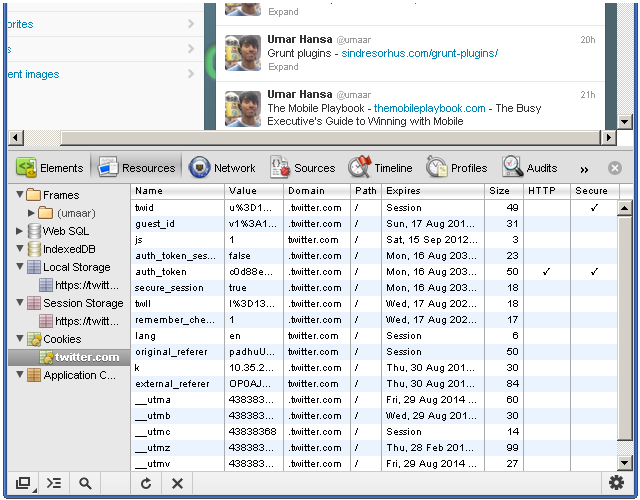 orites
s
ent images
Expand
Umar Hansa @umaar 20h
Grunt plugins - sindresorhus.com/grunt-plugins/
Expand
Umar Hansa @umaar 21h
The Mobile Playbook - themobileplaybook.com - The Busy
Executive's Guide to Winning with Mobile
Elements Resources Network Sources Timeline Profiles Audits »
Frames
(umaar)
Web SQL
IndexedDB
Local Storage
https://twitt...
Session Storage
https://twitt...
Cookies
twitter.com
Application C...
Name Value Domain Path Expires Size HTTP Secure
twid u%3D1... .twitter.com / Session 49 ✓
guest_id v1%3A1... .twitter.com / Sun, 17 Aug 201... 31
js 1 .twitter.com / Sat, 15 Sep 2012... 3
auth_token_ses... false .twitter.com / Mon, 16 Aug 203... 23
auth_token c0d88e... .twitter.com / Mon, 16 Aug 203... 50 ✓ ✓
secure_session true .twitter.com / Mon, 16 Aug 203... 18
twll l%3D13... .twitter.com / Wed, 17 Aug 202... 18
remember_che... 1 .twitter.com / Wed, 17 Aug 202... 17
lang en .twitter.com / Session 6
original_referer padhuU... .twitter.com / Session 50
k 10.35.2... .twitter.com / Thu, 30 Aug 201... 30
external_referer OP0AJ... .twitter.com / Thu, 30 Aug 201... 84
__utma 438383... .twitter.com / Fri, 29 Aug 2014 ... 60
__utmb 438383... .twitter.com / Wed, 29 Aug 201... 30
__utmc 43838368 .twitter.com / Session 14
__utmz 438383... .twitter.com / Thu, 28 Feb 201... 99
__utmv 438383... .twitter.com / Fri, 29 Aug 2014 ... 27